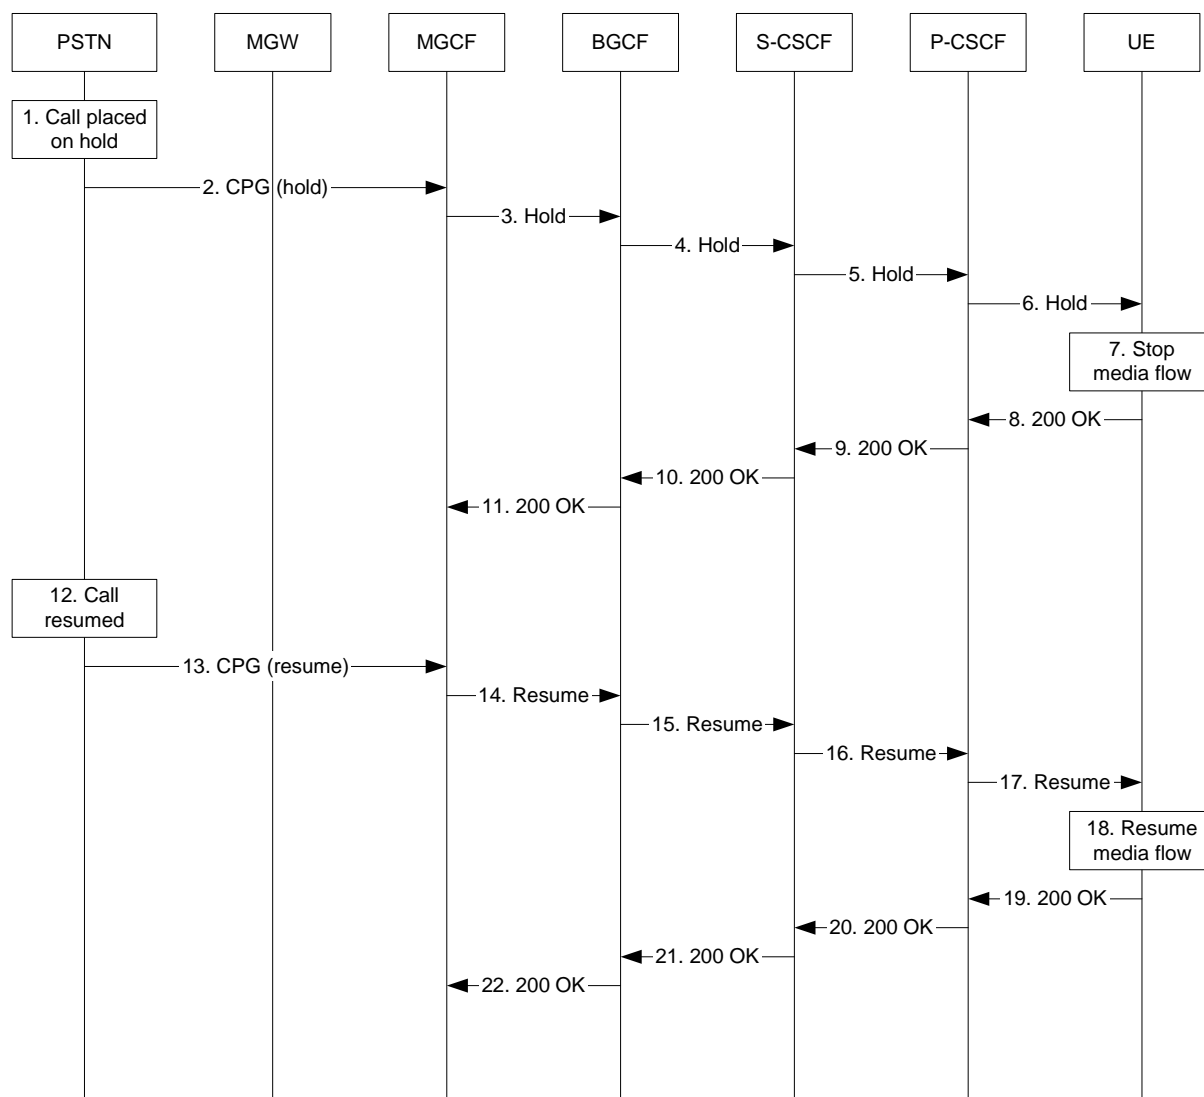 PSTN
MGW
MGCF
BGCF
S-CSCF
P-CSCF
UE
1. Call placed
on hold
2. CPG (hold)
3. Hold
4. Hold
5. Hold
6. Hold
7. Stop
media flow
8. 200 OK
9. 200 OK
10. 200 OK
11. 200 OK
12. Call
resumed
13. CPG (resume)
14. Resume
15. Resume
16. Resume
17. Resume
18. Resume
media flow
19. 200 OK
20. 200 OK
21. 200 OK
22. 200 OK